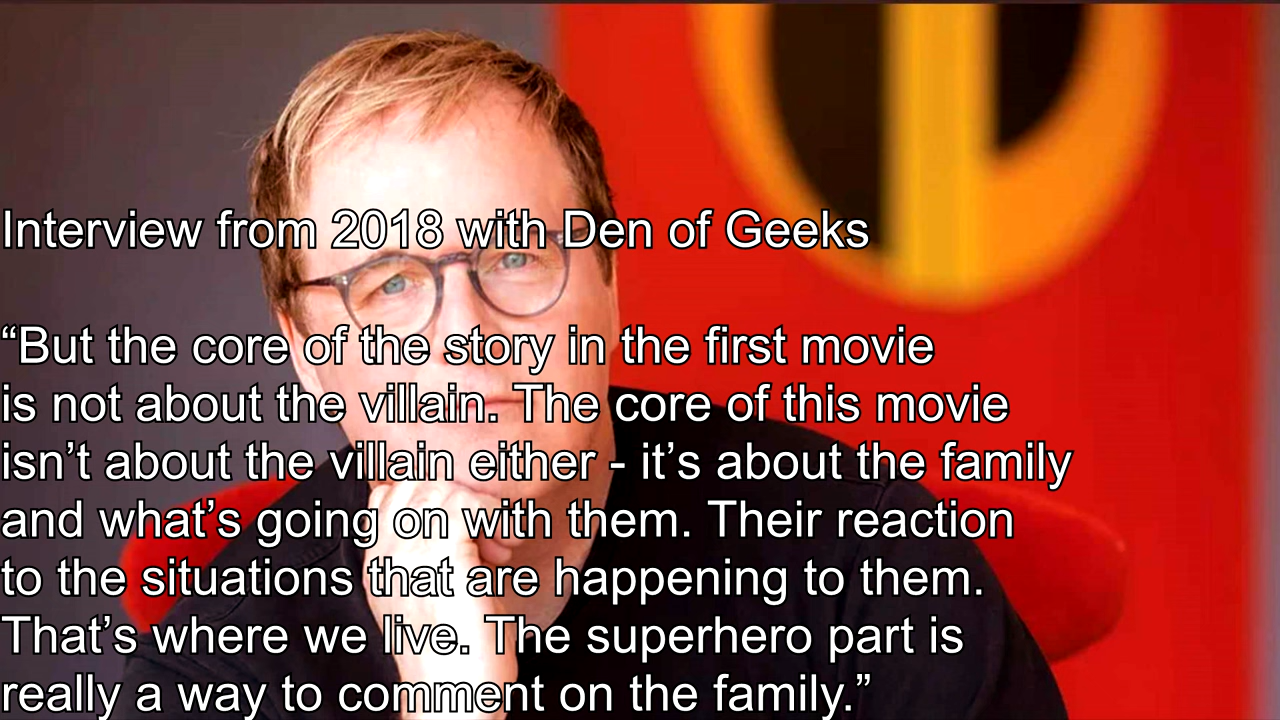 Interview from 2018 with Den of Geeks
“But the core of the story in the first movie
is not about the villain. The core of this movie
isn’t about the villain either - it’s about the family
and what’s going on with them. Their reaction
to the situations that are happening to them.
That’s where we live. The superhero part is
really a way to comment on the family.”